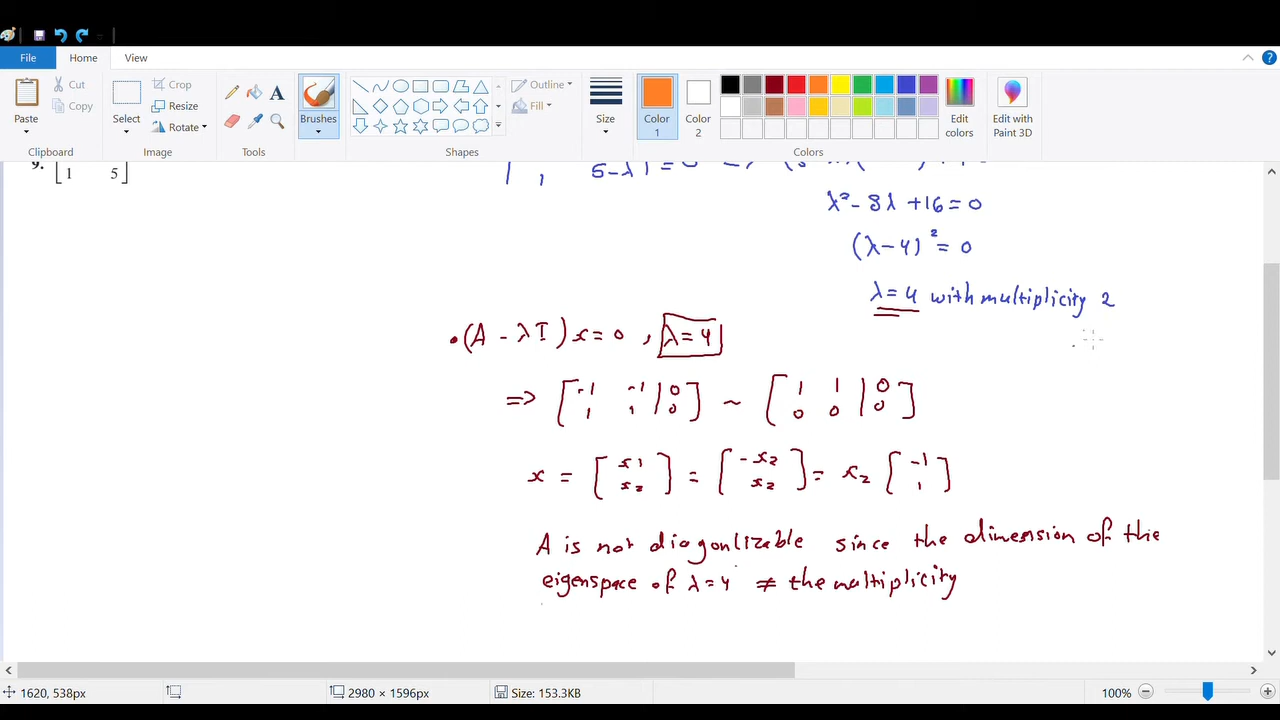 File Home View
Paste Cut Copy Select Crop Resize Rotate A Brushes Outline Fill Size Color 1 Color 2 Edit colors Edit with Paint 3D
Clipboard Image Tools Shapes Colors
9. [1 5]
5-λ | = 0
λ² - 8λ + 16 = 0
(λ - 4)² = 0
λ = 4 with multiplicity 2
• (A - λI) x = 0 , λ = 4
=> [ -1 -1 | 0 ; 1 1 | 0 ] ~ [ 1 1 | 0 ; 0 0 | 0 ]
x = [ x1 ; x2 ] = [ -x2 ; x2 ] = x2 [ -1 ; 1 ]
A is not diagonlizable since the dimension of the
eigenspace of λ = 4 ≠ the multiplicity
1620, 538px 2980 × 1596px Size: 153.3KB 100%